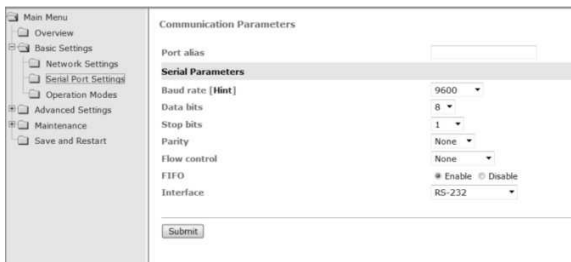 Main Menu
Overview
Basic Settings
Network Settings
Serial Port Settings
Operation Modes
Advanced Settings
Maintenance
Save and Restart
Communication Parameters
Port alias
Serial Parameters
Baud rate [Hint] 9600
Data bits 8
Stop bits 1
Parity None
Flow control None
FIFO Enable Disable
Interface RS-232
Submit